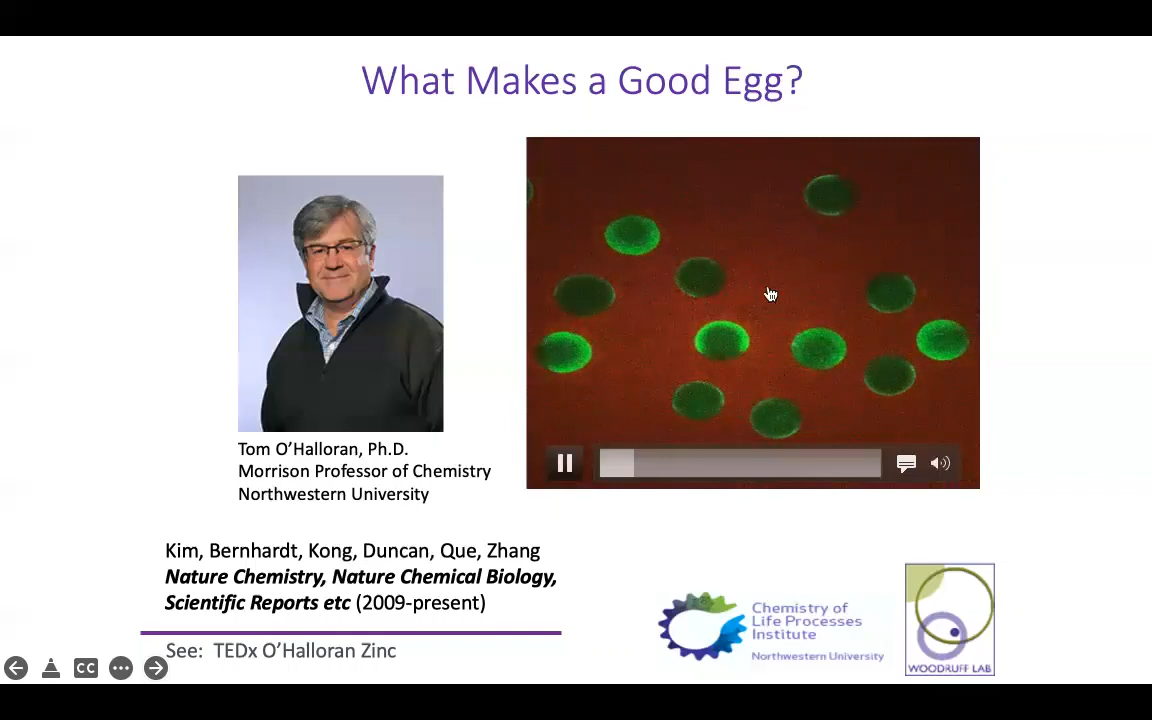 What Makes a Good Egg?
Tom O’Halloran, Ph.D.
Morrison Professor of Chemistry
Northwestern University
Kim, Bernhardt, Kong, Duncan, Que, Zhang
Nature Chemistry, Nature Chemical Biology,
Scientific Reports etc (2009-present)
See:  TEDx O’Halloran Zinc
Chemistry of
Life Processes
Institute
Northwestern University
WOODRUFF LAB
CC